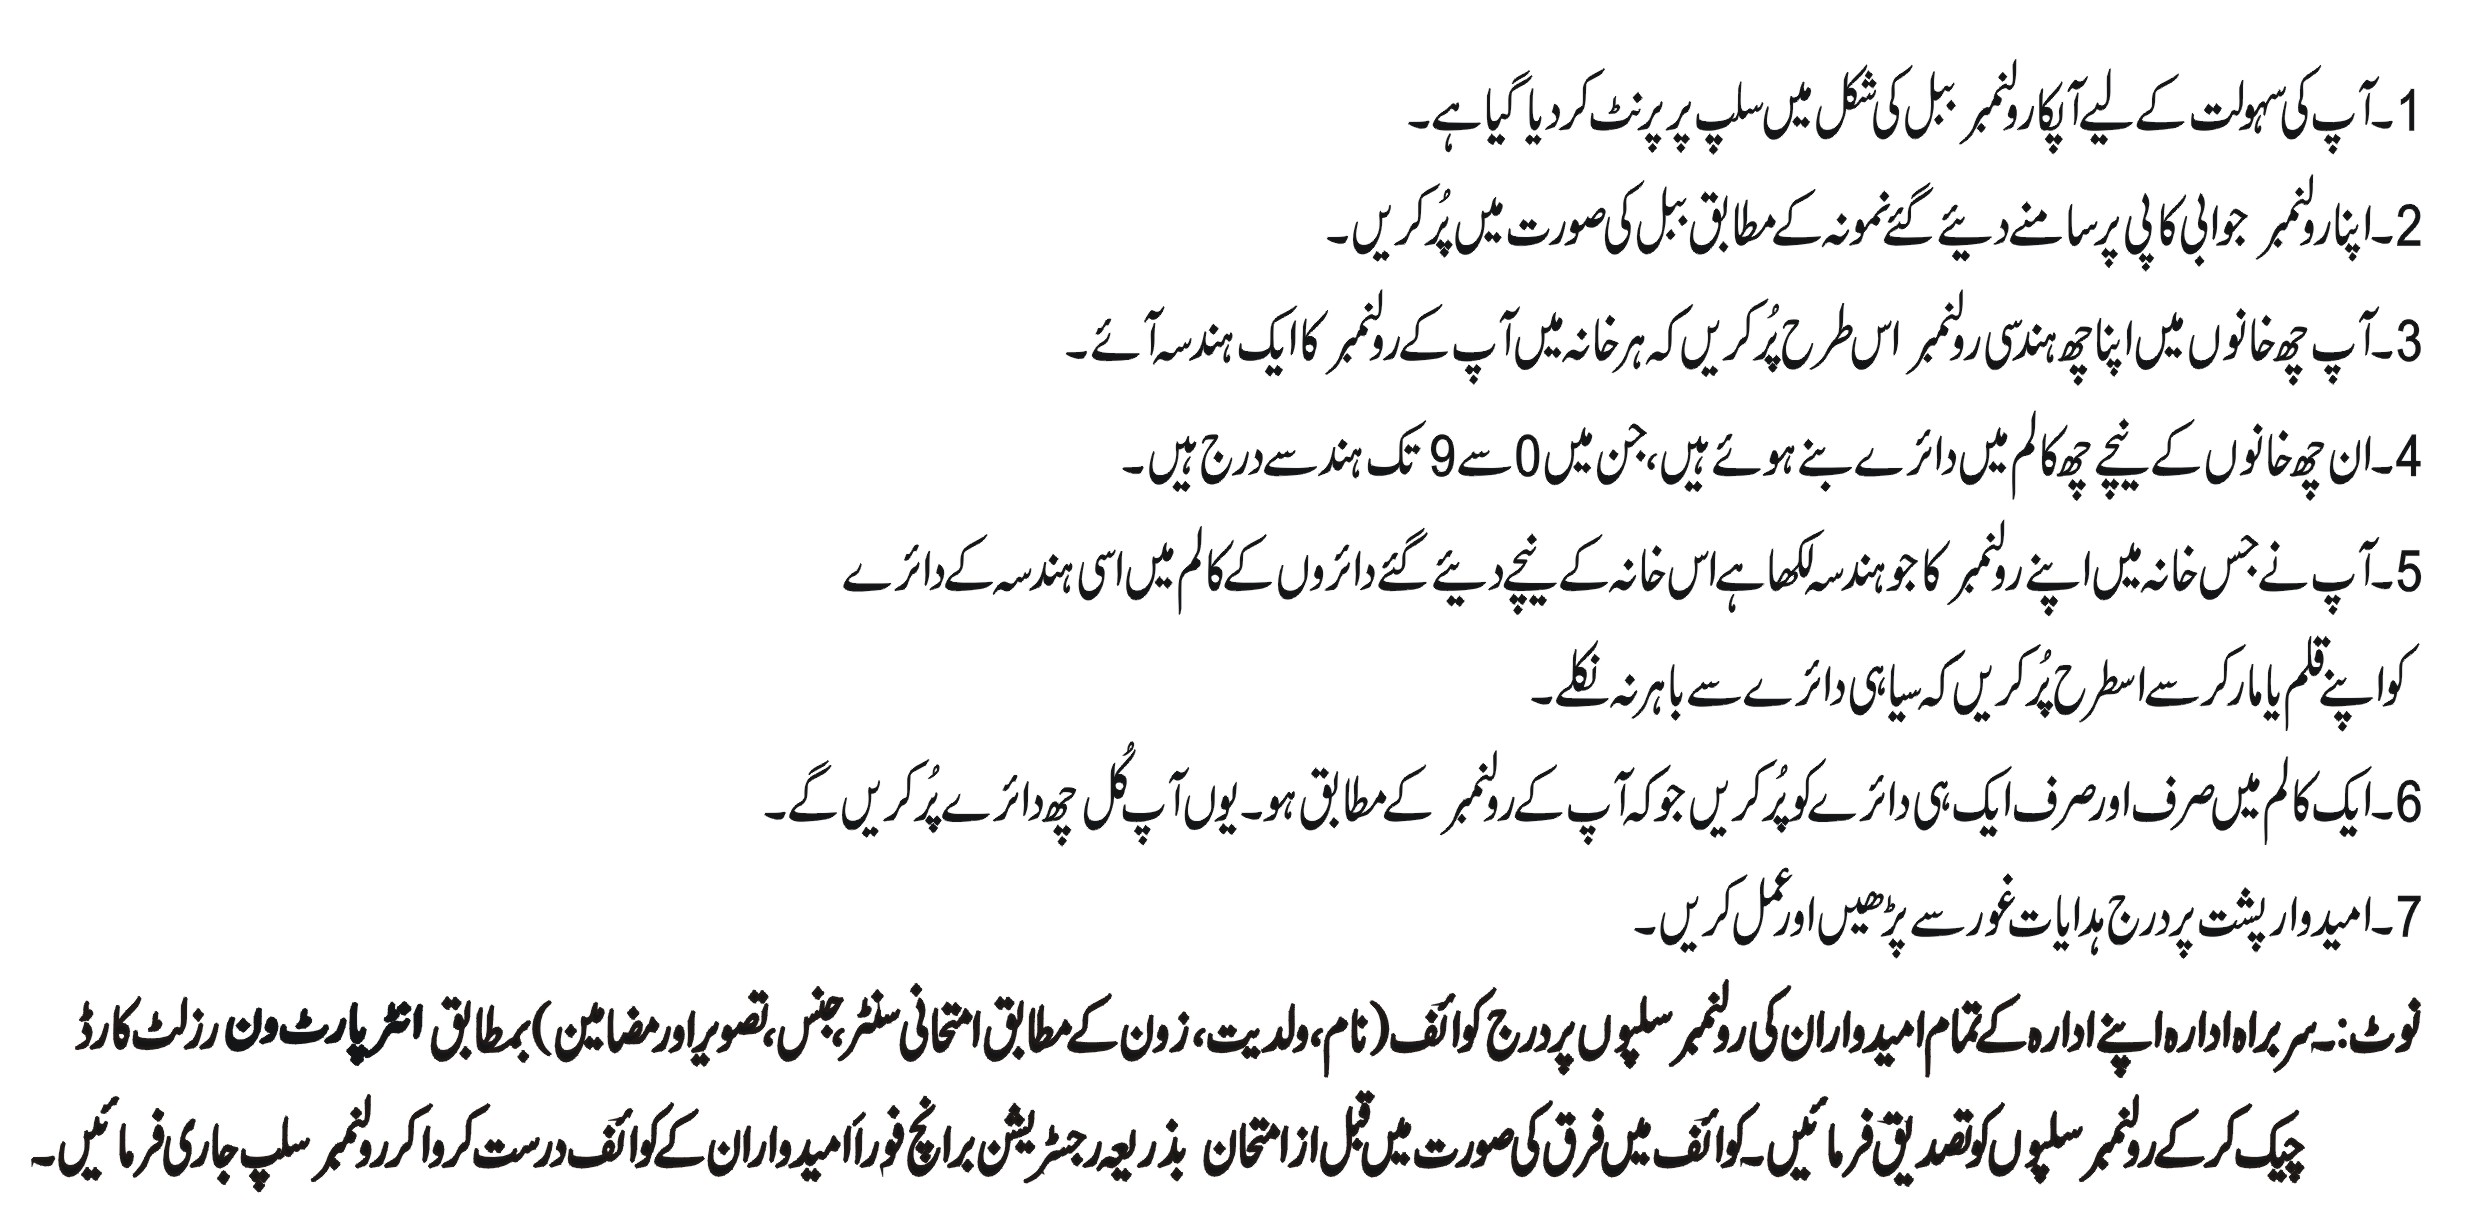 1۔آپ کی سہولت کے لیے آپکا رولنمبر ببل کی شکل میں سلپ پر پرنٹ کر دیا گیا ہے۔
2۔اپنا رولنمبر جوابی کاپی پر سامنے دیئے گئے نمونہ کے مطابق ببل کی صورت میں پُر کریں۔
3۔آپ چھ خانوں میں اپنا چھ ہندسی رولنمبر اس طرح پُر کریں کہ ہر خانہ میں آپ کے رولنمبر کا ایک ہندسہ آئے۔
4۔ان چھ خانوں کے نیچے چھ کالم میں دائرے بنے ہوئے ہیں، جن میں 0 سے 9 تک ہندسے درج ہیں۔
5۔آپ نے جس خانہ میں اپنے رولنمبر کا جو ہندسہ لکھا ہے اس خانہ کے نیچے دیئے گئے دائروں کے کالم میں اسی ہندسہ کے دائرے
کو اپنے قلم یا مارکر سے اسطرح پُر کریں کہ سیاہی دائرے سے باہر نہ نکلے۔
6۔ایک کالم میں صرف اور صرف ایک ہی دائرے کو پُر کریں جو کہ آپ کے رولنمبر کے مطابق ہو۔ یوں آپ کُل چھ دائرے پُر کریں گے۔
7۔امیدوار پشت پر درج ہدایات غور سے پڑھیں اور عمل کریں۔
نوٹ:۔سربراہ ادارہ اپنے ادارہ کے تمام امیدواران کی رولنمبر سلپوں پر درج کوائف (نام، ولدیت، زون کے مطابق امتحانی سنٹر، جنس، تصویر اور مضامین) بمطابق انٹر پارٹ ون رزلٹ کارڈ
چیک کر کے رولنمبر سلپوں کو تصدیق فرمائیں۔ کوائف میں فرق کی صورت میں قبل از امتحان بذریعہ رجسٹریشن برانچ فوراً امیدواران کے کوائف درست کروا کر رولنمبر سلپ جاری فرمائیں۔